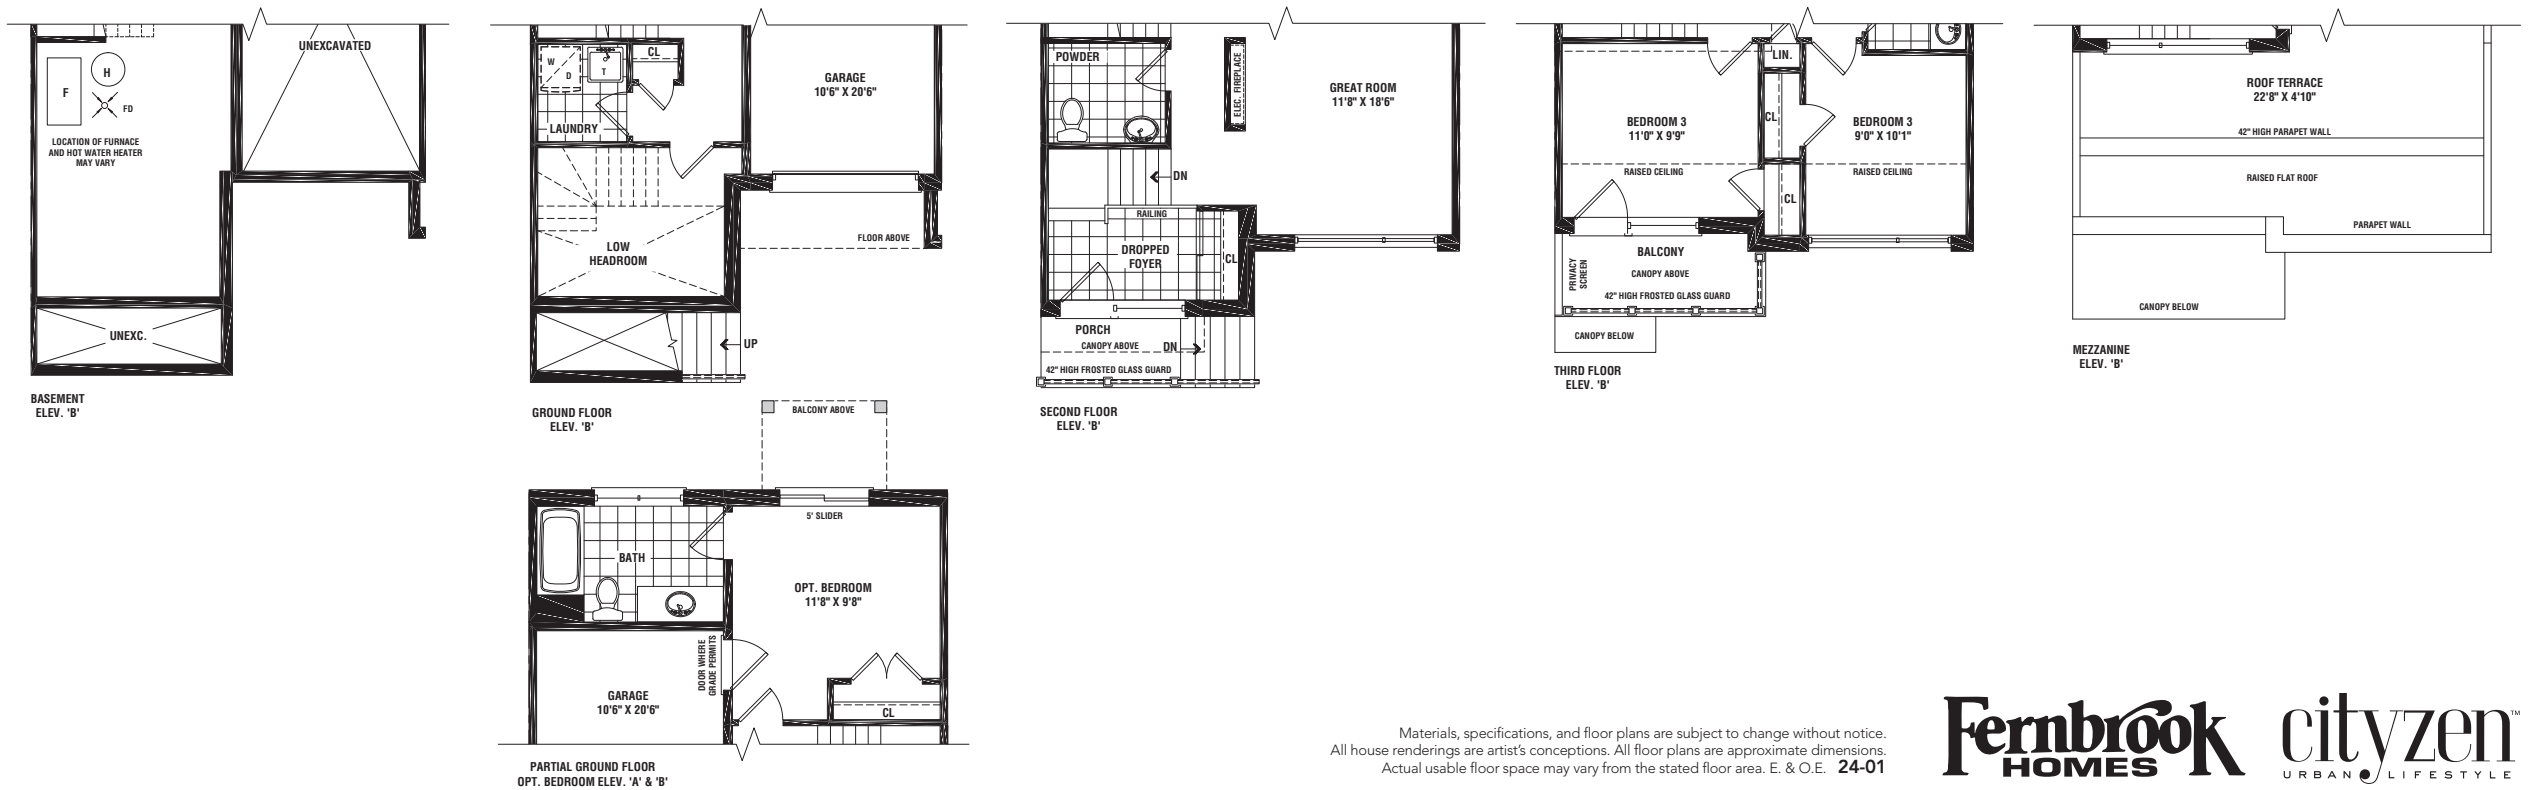 F
H
FD
LOCATION OF FURNACE
AND HOT WATER HEATER
MAY VARY
UNEXCAVATED
UNEXC.
BASEMENT
ELEV. 'B'
W
D
T
CL
LAUNDRY
GARAGE
10'6" X 20'6"
FLOOR ABOVE
LOW
HEADROOM
UP
GROUND FLOOR
ELEV. 'B'
POWDER
ELEC. FIREPLACE
GREAT ROOM
11'8" X 18'6"
DN
RAILING
DROPPED
FOYER
CL
PORCH
CANOPY ABOVE
DN
42" HIGH FROSTED GLASS GUARD
SECOND FLOOR
ELEV. 'B'
LIN.
BEDROOM 3
11'0" X 9'9"
CL
BEDROOM 3
9'0" X 10'1"
RAISED CEILING
RAISED CEILING
CL
BALCONY
PRIVACY
SCREEN
CANOPY ABOVE
42" HIGH FROSTED GLASS GUARD
CANOPY BELOW
THIRD FLOOR
ELEV. 'B'
ROOF TERRACE
22'8" X 4'10"
42" HIGH PARAPET WALL
RAISED FLAT ROOF
PARAPET WALL
CANOPY BELOW
MEZZANINE
ELEV. 'B'
BALCONY ABOVE
5' SLIDER
BATH
OPT. BEDROOM
11'8" X 9'8"
DOOR WHERE
GRADE PERMITS
GARAGE
10'6" X 20'6"
CL
PARTIAL GROUND FLOOR
OPT. BEDROOM ELEV. 'A' & 'B'
Materials, specifications, and floor plans are subject to change without notice.
All house renderings are artist's conceptions. All floor plans are approximate dimensions.
Actual usable floor space may vary from the stated floor area. E. & O.E. 24-01
Fernbrook
HOMES
cityzen™
URBAN LIFESTYLE